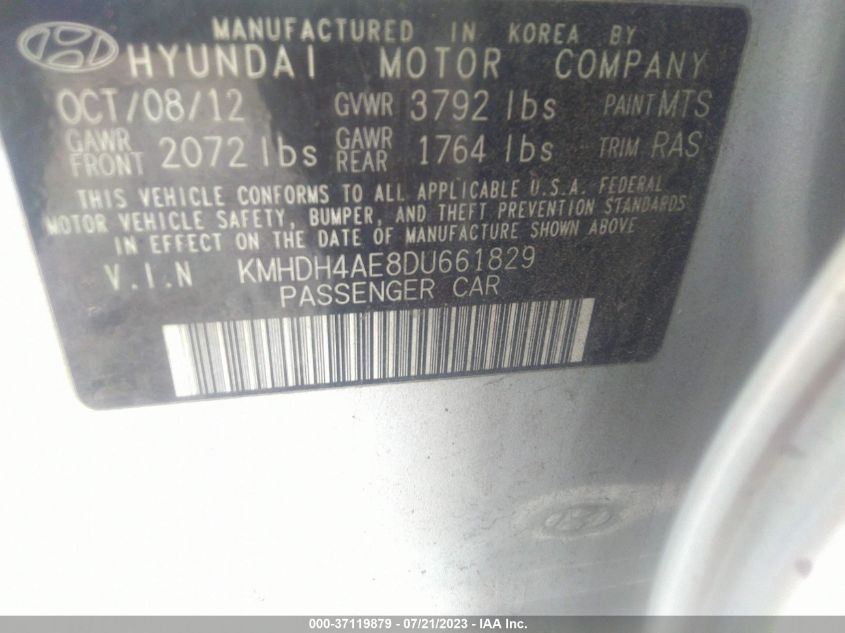 MANUFACTURED IN KOREA BY
HYUNDAI MOTOR COMPANY
OCT/08/12 GVWR 3792 lbs PAINT MTS
GAWR FRONT 2072 lbs GAWR REAR 1764 lbs TRIM RAS
THIS VEHICLE CONFORMS TO ALL APPLICABLE U.S.A. FEDERAL
MOTOR VEHICLE SAFETY, BUMPER, AND THEFT PREVENTION STANDARDS
IN EFFECT ON THE DATE OF MANUFACTURE SHOWN ABOVE
V.I.N KMHDH4AE8DU661829
PASSENGER CAR
000-37119879 - 07/21/2023 - IAA Inc.